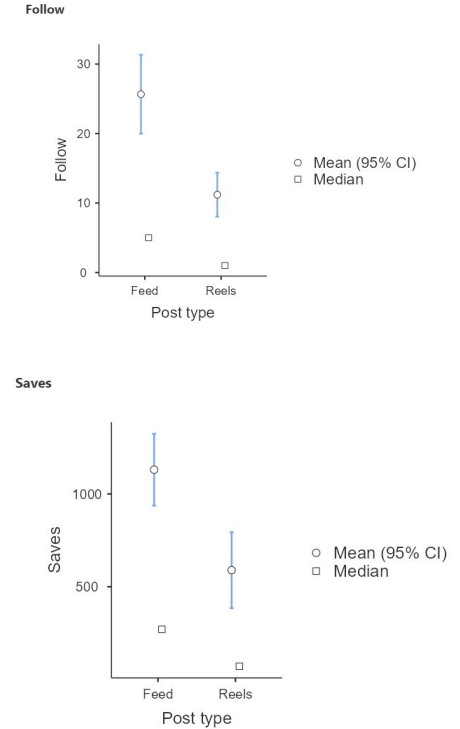 Follow
30
20
10
0
Follow
Feed
Reels
Post type
Mean (95% CI)
Median
Saves
1000
500
Saves
Feed
Reels
Post type
Mean (95% CI)
Median